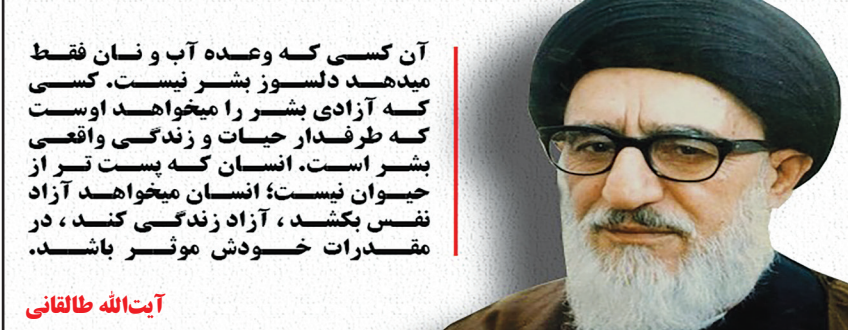 آن کسی که وعده آب و نان فقط
میدهد دلسوز بشر نیست. کسی
که آزادی بشر را میخواهد اوست
که طرفدار حیات و زندگی واقعی
بشر است. انسان که پست تر از
حیوان نیست؛ انسان میخواهد آزاد
نفس بکشد ، آزاد زندگی کند ، در
مقدرات خودش موثر باشد.
آیت‌الله طالقانی